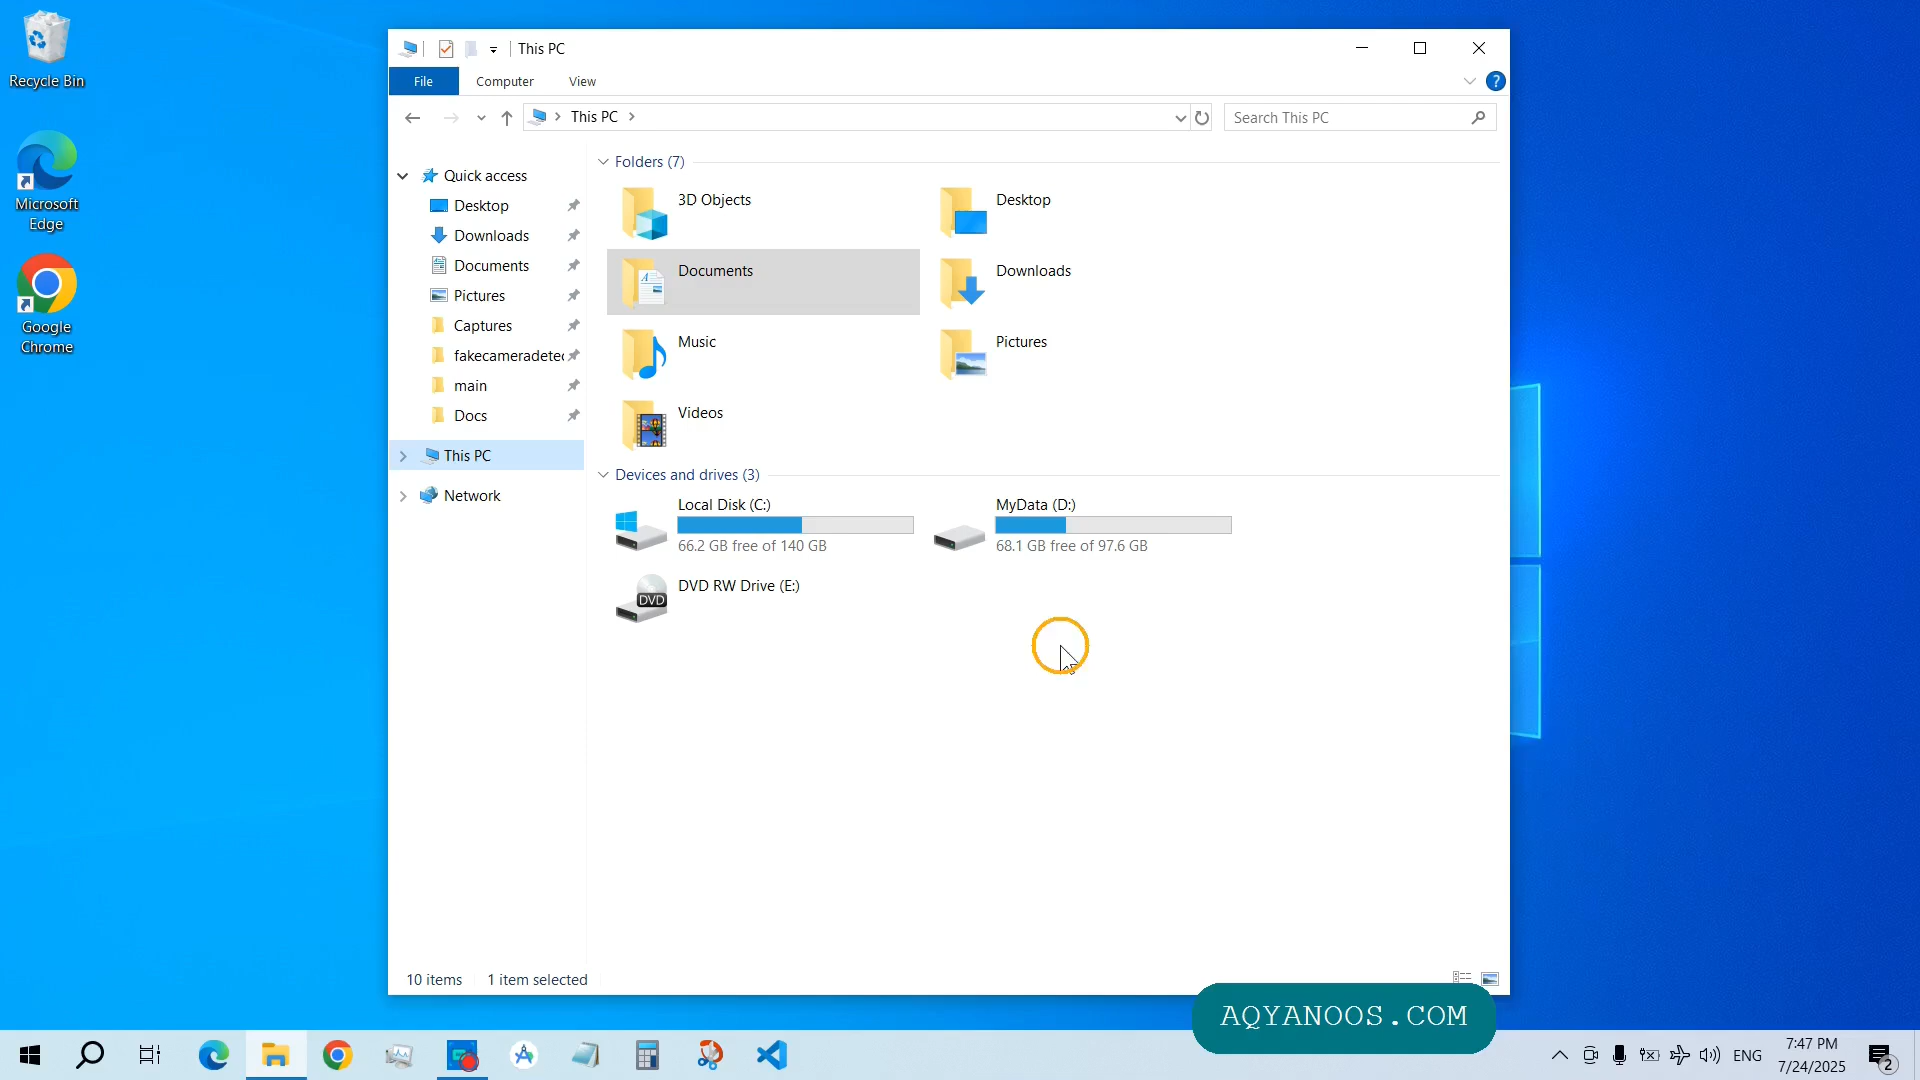 Recycle Bin
Microsoft
Edge
Google
Chrome
This PC
File
Computer
View
?
This PC
Search This PC
Quick access
Desktop
Downloads
Documents
Pictures
Captures
fakecameradetec
main
Docs
This PC
Network
Folders (7)
3D Objects
Desktop
Documents
Downloads
Music
Pictures
Videos
Devices and drives (3)
Local Disk (C:)
66.2 GB free of 140 GB
MyData (D:)
68.1 GB free of 97.6 GB
DVD
DVD RW Drive (E:)
10 items
1 item selected
AQYANOOS.COM
ENG
7:47 PM
7/24/2025
2